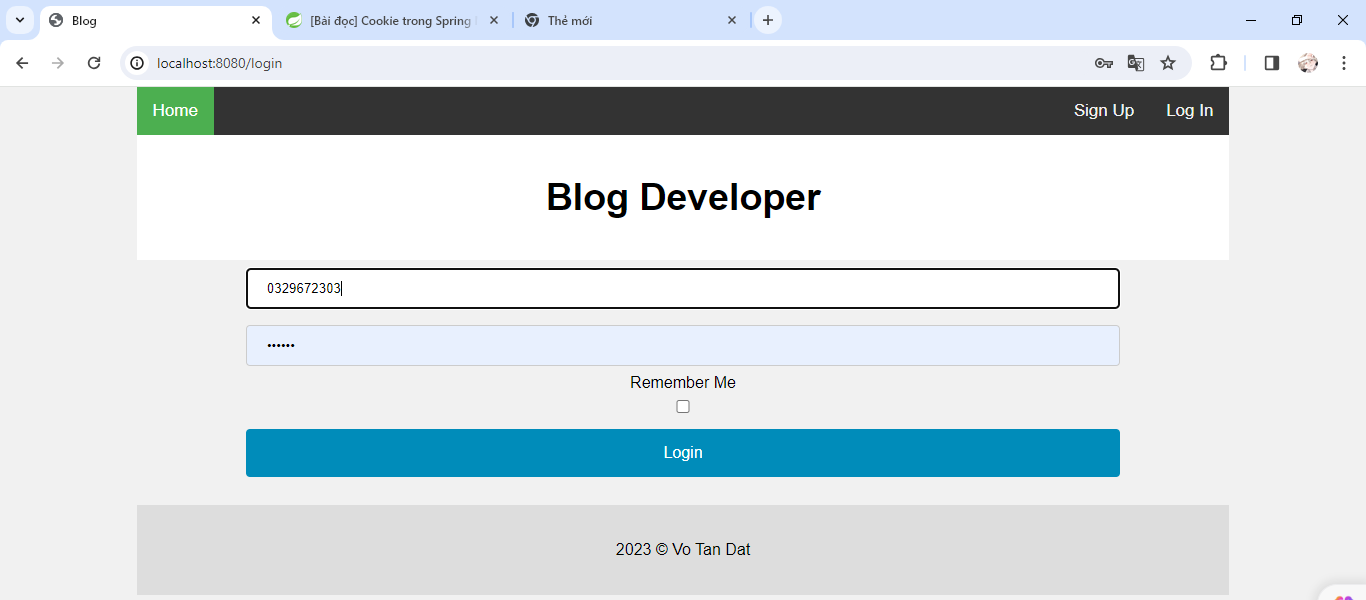 Blog
[Bài đọc] Cookie trong Spring
Thẻ mới
localhost:8080/login
Home
Sign Up
Log In
Blog Developer
0329672303
••••••
Remember Me
Login
2023 © Vo Tan Dat